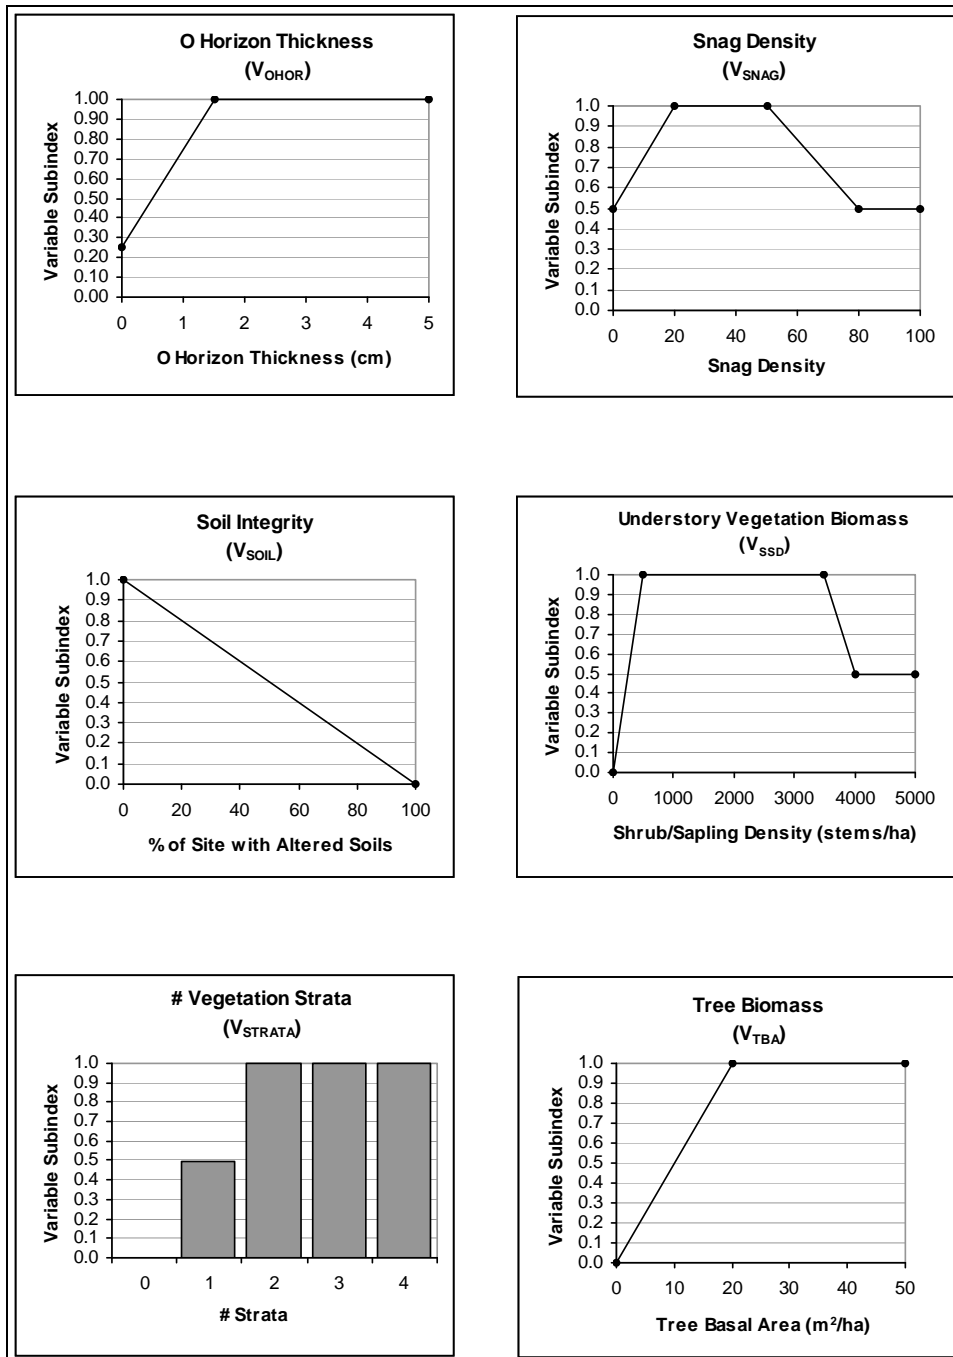 O Horizon Thickness
(VOHOR)
1.00
0.90
0.80
0.70
0.60
0.50
0.40
0.30
0.20
0.10
0.00
Variable Subindex
0 1 2 3 4 5
O Horizon Thickness (cm)
Snag Density
(VSNAG)
1.0
0.9
0.8
0.7
0.6
0.5
0.4
0.3
0.2
0.1
0.0
Variable Subindex
0 20 40 60 80 100
Snag Density
Soil Integrity
(VSOIL)
1.0
0.9
0.8
0.7
0.6
0.5
0.4
0.3
0.2
0.1
0.0
Variable Subindex
0 20 40 60 80 100
% of Site with Altered Soils
Understory Vegetation Biomass
(VSSD)
1.0
0.9
0.8
0.7
0.6
0.5
0.4
0.3
0.2
0.1
0.0
Variable Subindex
0 1000 2000 3000 4000 5000
Shrub/Sapling Density (stems/ha)
# Vegetation Strata
(VSTRATA)
1.0
0.9
0.8
0.7
0.6
0.5
0.4
0.3
0.2
0.1
0.0
Variable Subindex
0 1 2 3 4
# Strata
Tree Biomass
(VTBA)
1.0
0.9
0.8
0.7
0.6
0.5
0.4
0.3
0.2
0.1
0.0
Variable Subindex
0 10 20 30 40 50
Tree Basal Area (m²/ha)